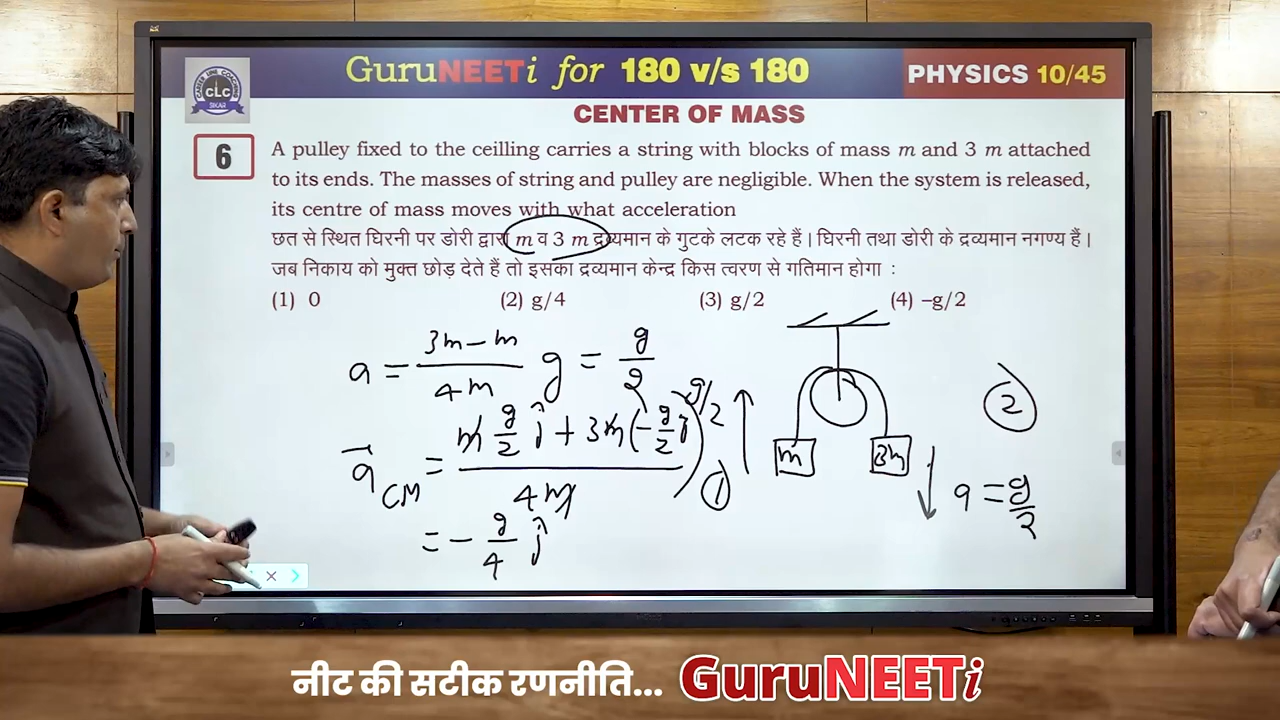 GuruNEETi for 180 v/s 180
PHYSICS 10/45
CLC
SIKAR
CENTER OF MASS
6
A pulley fixed to the ceilling carries a string with blocks of mass m and 3 m attached
to its ends. The masses of string and pulley are negligible. When the system is released,
its centre of mass moves with what acceleration
छत से स्थित घिरनी पर डोरी द्वारा m व 3 m द्रव्यमान के गुटके लटक रहे हैं। घिरनी तथा डोरी के द्रव्यमान नगण्य हैं।
जब निकाय को मुक्त छोड़ देते हैं तो इसका द्रव्यमान केन्द्र किस त्वरण से गतिमान होगा :
(1) 0 (2) g/4 (3) g/2 (4) –g/2
a = (3m – m)/4m g = g/2
a⃗CM = (m g/2 ĵ + 3m(–g/2 ĵ))/4m
= – g/4 ĵ
g/2
1
m
3m
a = g/2
2
नीट की सटीक रणनीति... GuruNEETi